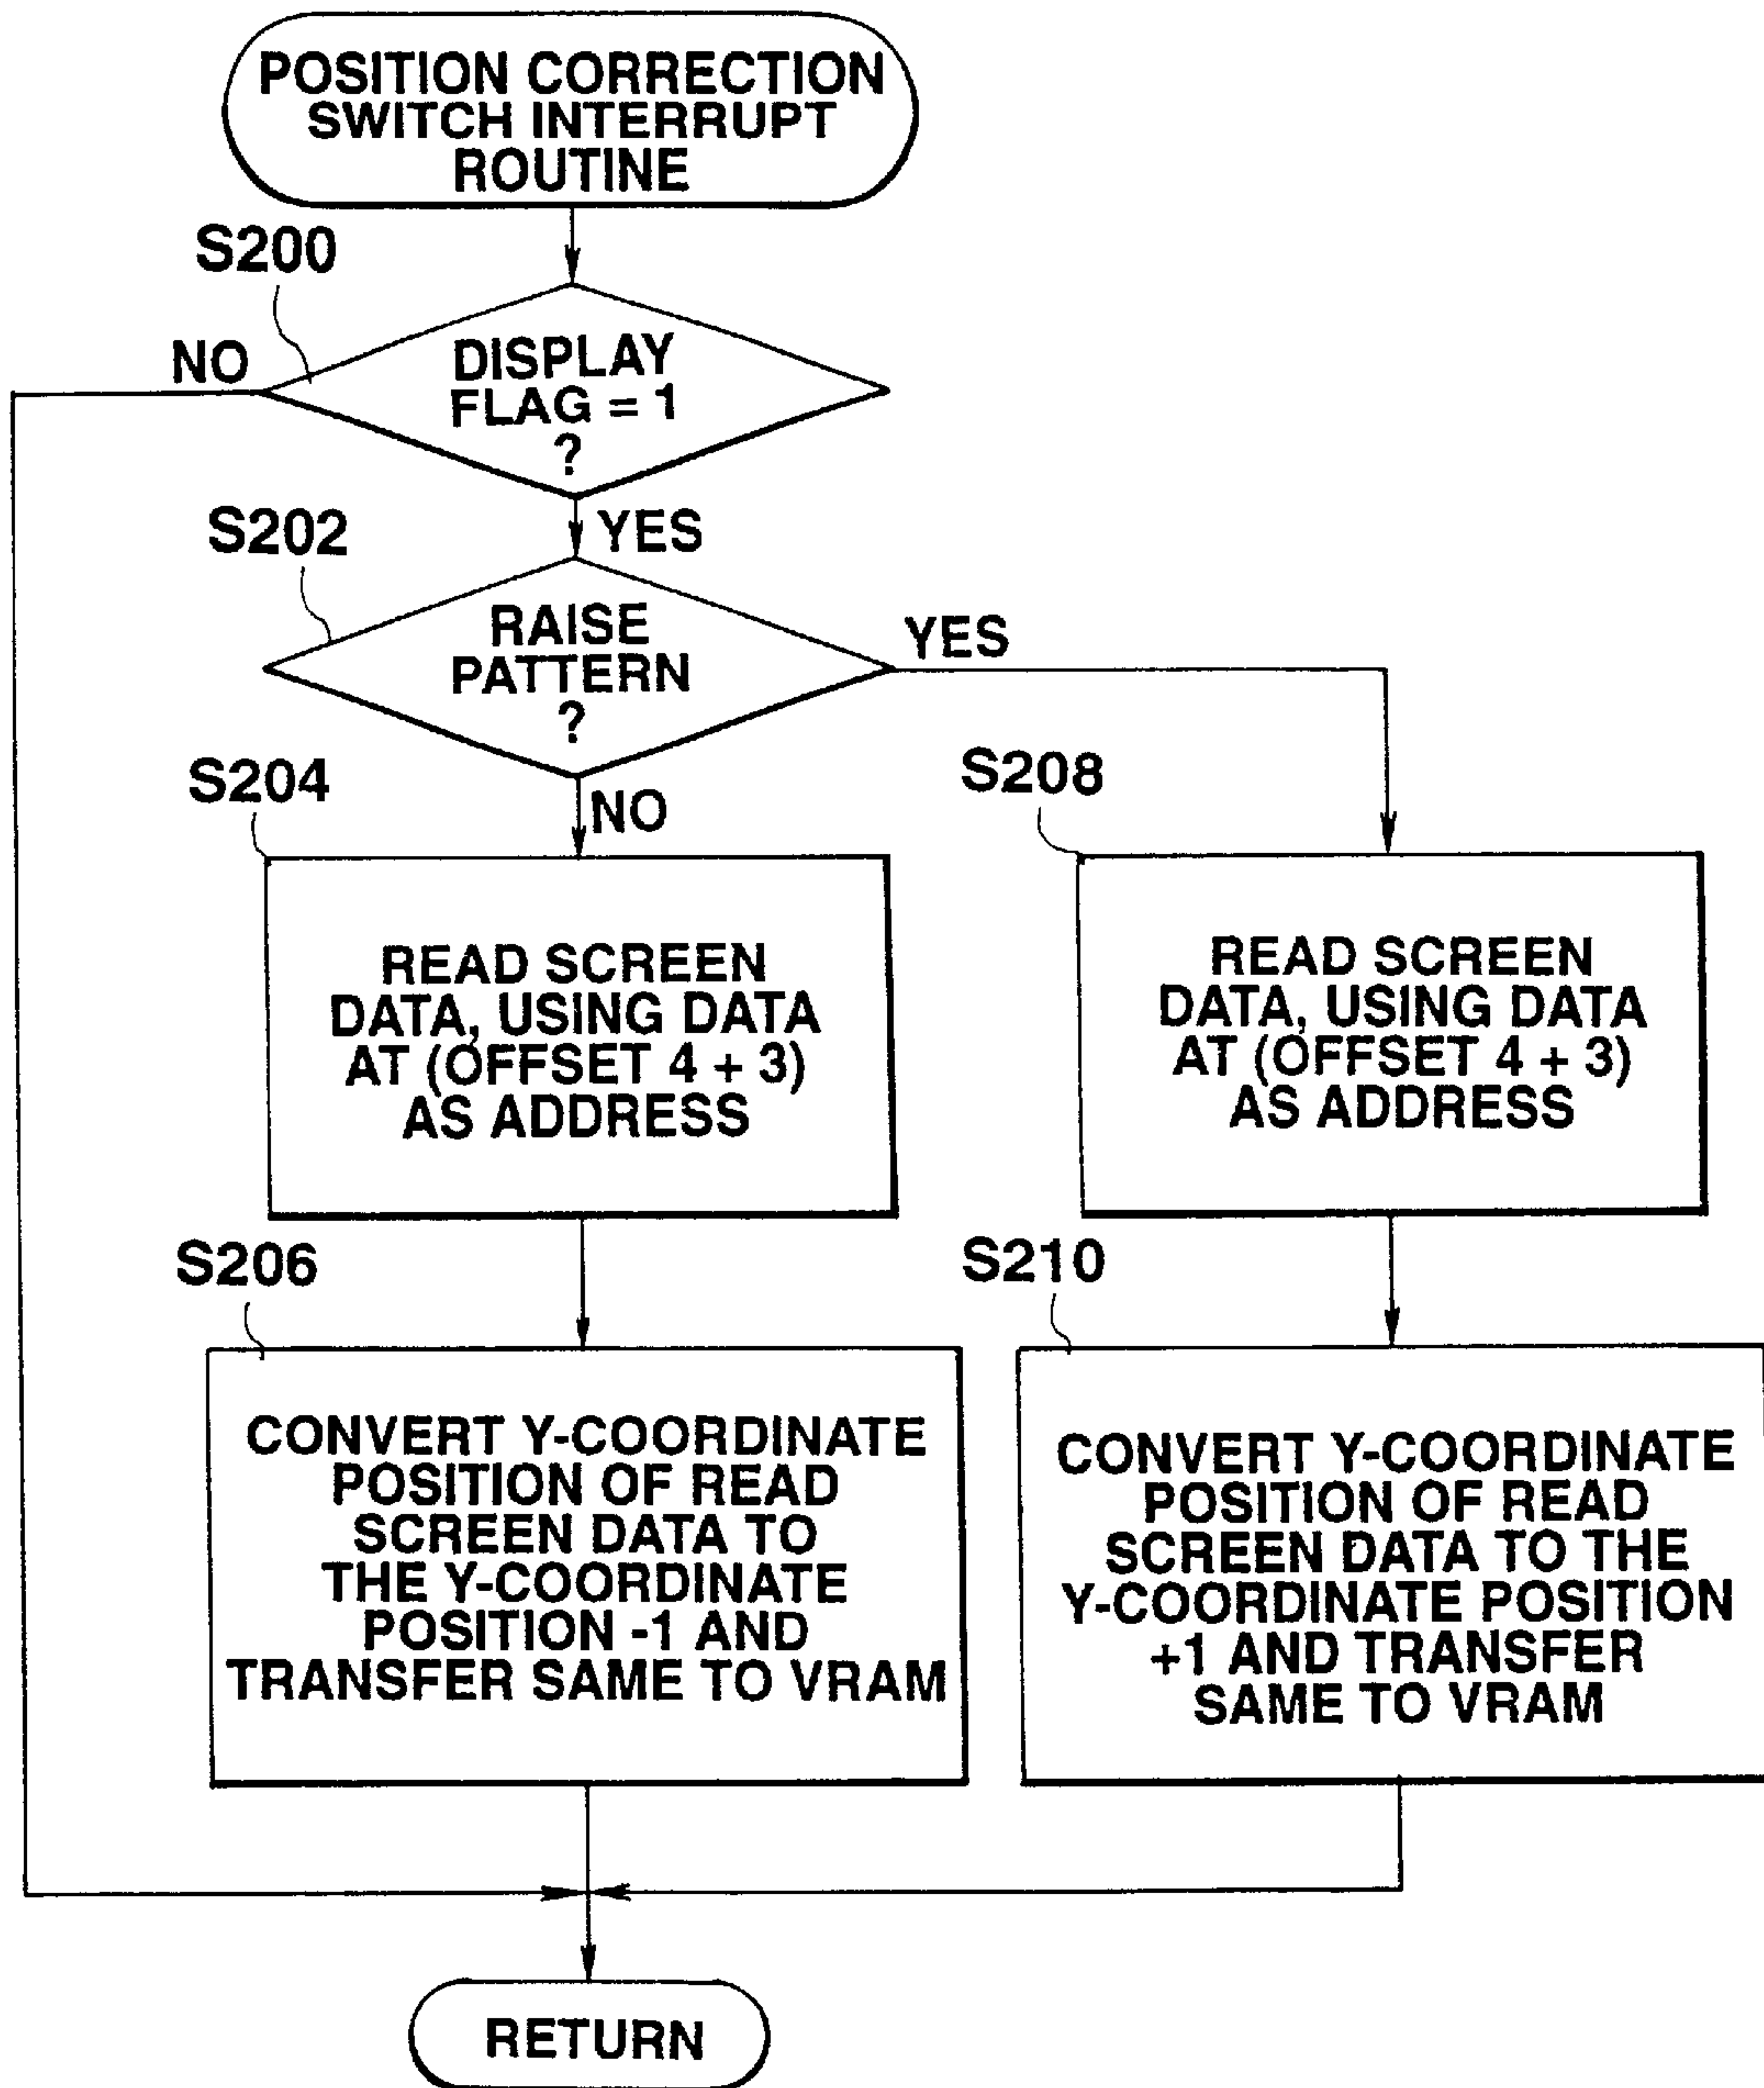 POSITION CORRECTION
SWITCH INTERRUPT
ROUTINE
S200
NO
DISPLAY
FLAG = 1
?
YES
S202
RAISE
PATTERN
?
YES
S204
NO
S208
READ SCREEN
DATA, USING DATA
AT (OFFSET 4 + 3)
AS ADDRESS
READ SCREEN
DATA, USING DATA
AT (OFFSET 4 + 3)
AS ADDRESS
S206
S210
CONVERT Y-COORDINATE
POSITION OF READ
SCREEN DATA TO
THE Y-COORDINATE
POSITION -1 AND
TRANSFER SAME TO VRAM
CONVERT Y-COORDINATE
POSITION OF READ
SCREEN DATA TO THE
Y-COORDINATE POSITION
+1 AND TRANSFER
SAME TO VRAM
RETURN